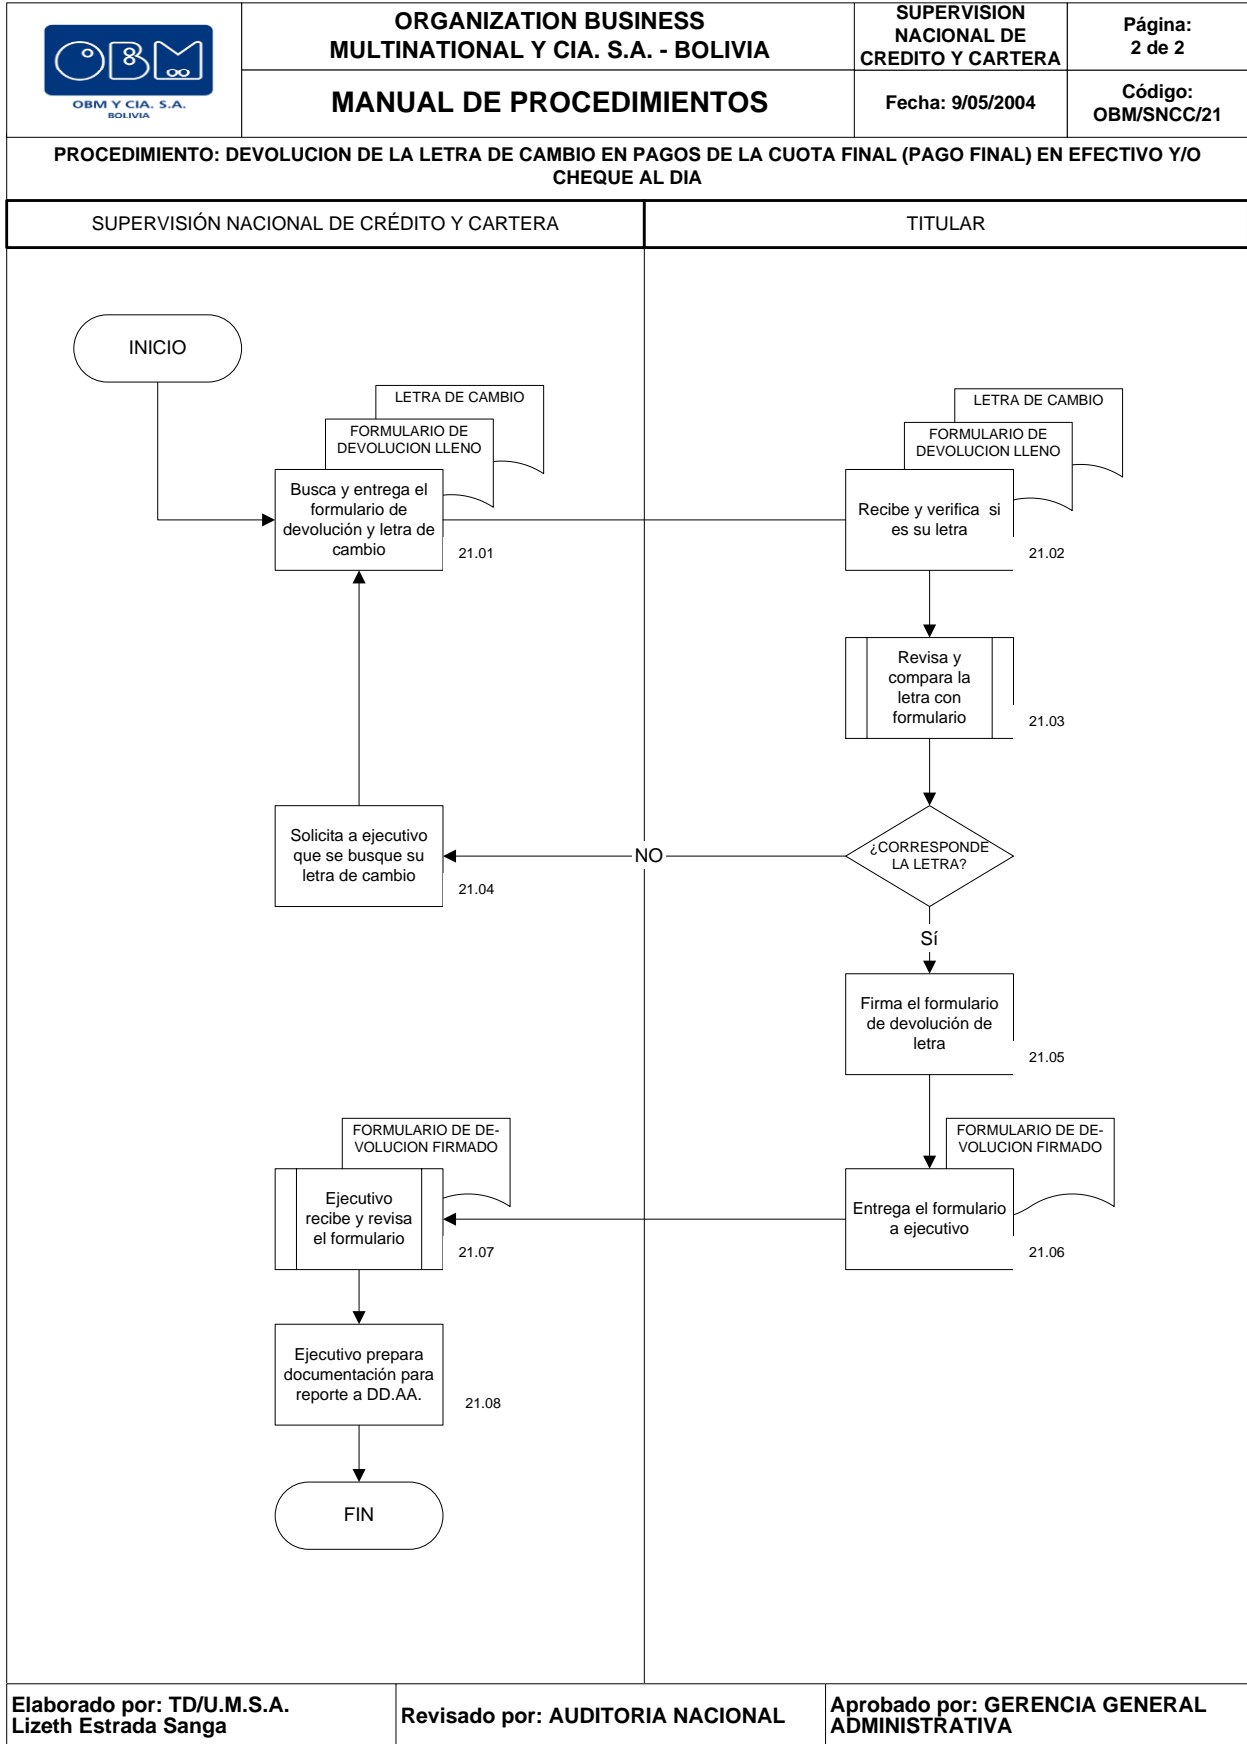 OBM
OBM Y CIA. S.A.
BOLIVIA
ORGANIZATION BUSINESS
MULTINATIONAL Y CIA. S.A. - BOLIVIA
SUPERVISION
NACIONAL DE
CREDITO Y CARTERA
Página:
2 de 2
MANUAL DE PROCEDIMIENTOS
Fecha: 9/05/2004
Código:
OBM/SNCC/21
PROCEDIMIENTO: DEVOLUCION DE LA LETRA DE CAMBIO EN PAGOS DE LA CUOTA FINAL (PAGO FINAL) EN EFECTIVO Y/O
CHEQUE AL DIA
SUPERVISIÓN NACIONAL DE CRÉDITO Y CARTERA
TITULAR
INICIO
LETRA DE CAMBIO
FORMULARIO DE
DEVOLUCION LLENO
Busca y entrega el
formulario de
devolución y letra de
cambio
21.01
LETRA DE CAMBIO
FORMULARIO DE
DEVOLUCION LLENO
Recibe y verifica si
es su letra
21.02
Revisa y
compara la
letra con
formulario
21.03
¿CORRESPONDE
LA LETRA?
NO
Solicita a ejecutivo
que se busque su
letra de cambio
21.04
Sí
Firma el formulario
de devolución de
letra
21.05
FORMULARIO DE DE-
VOLUCION FIRMADO
Entrega el formulario
a ejecutivo
21.06
FORMULARIO DE DE-
VOLUCION FIRMADO
Ejecutivo
recibe y revisa
el formulario
21.07
Ejecutivo prepara
documentación para
reporte a DD.AA.
21.08
FIN
Elaborado por: TD/U.M.S.A.
Lizeth Estrada Sanga
Revisado por: AUDITORIA NACIONAL
Aprobado por: GERENCIA GENERAL
ADMINISTRATIVA